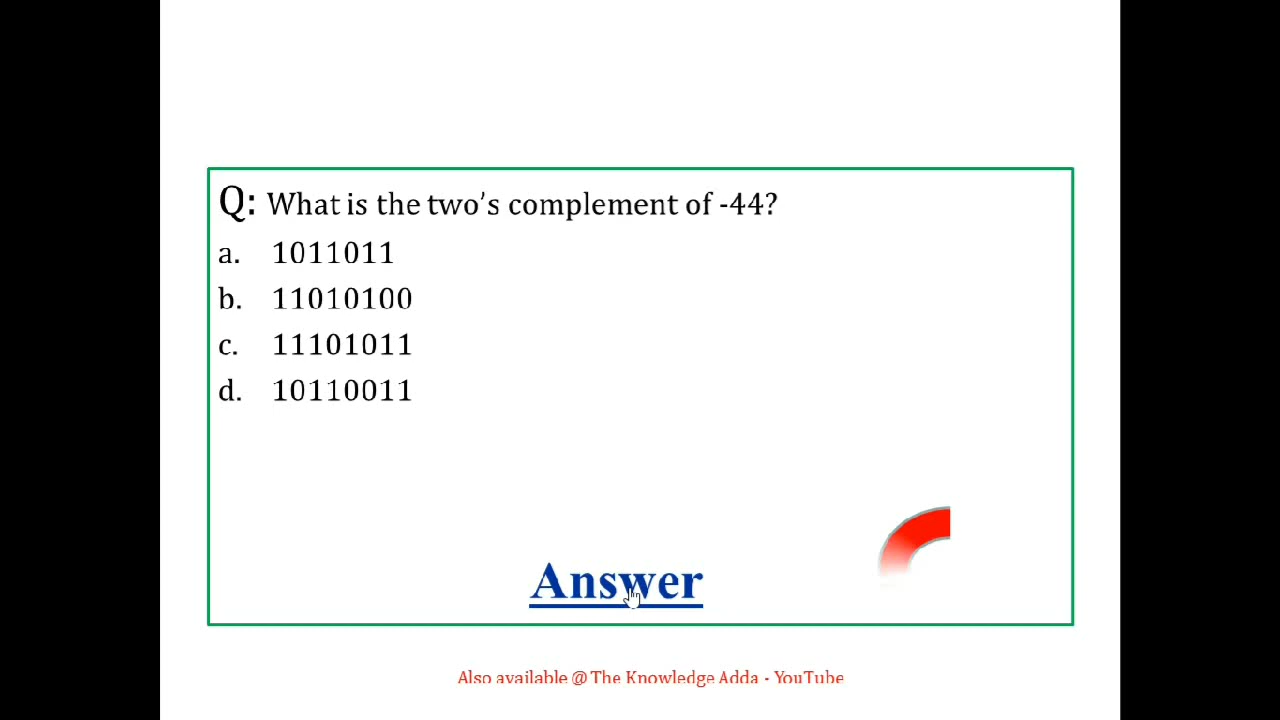 Q: What is the two’s complement of -44?
a. 1011011
b. 11010100
c. 11101011
d. 10110011
Answer
Also available @ The Knowledge Adda - YouTube